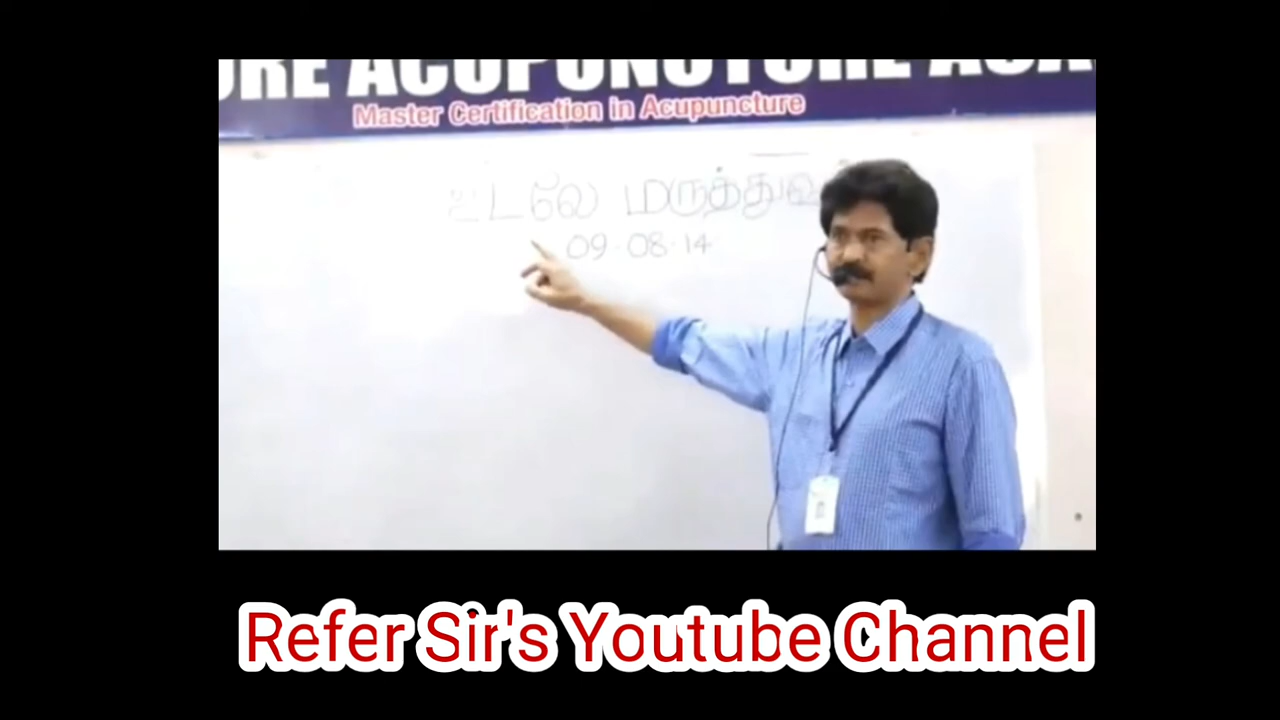 ACUPUNCTURE
Master Certification in Acupuncture
உடலே
09-08-14
Refer Sir's Youtube Channel